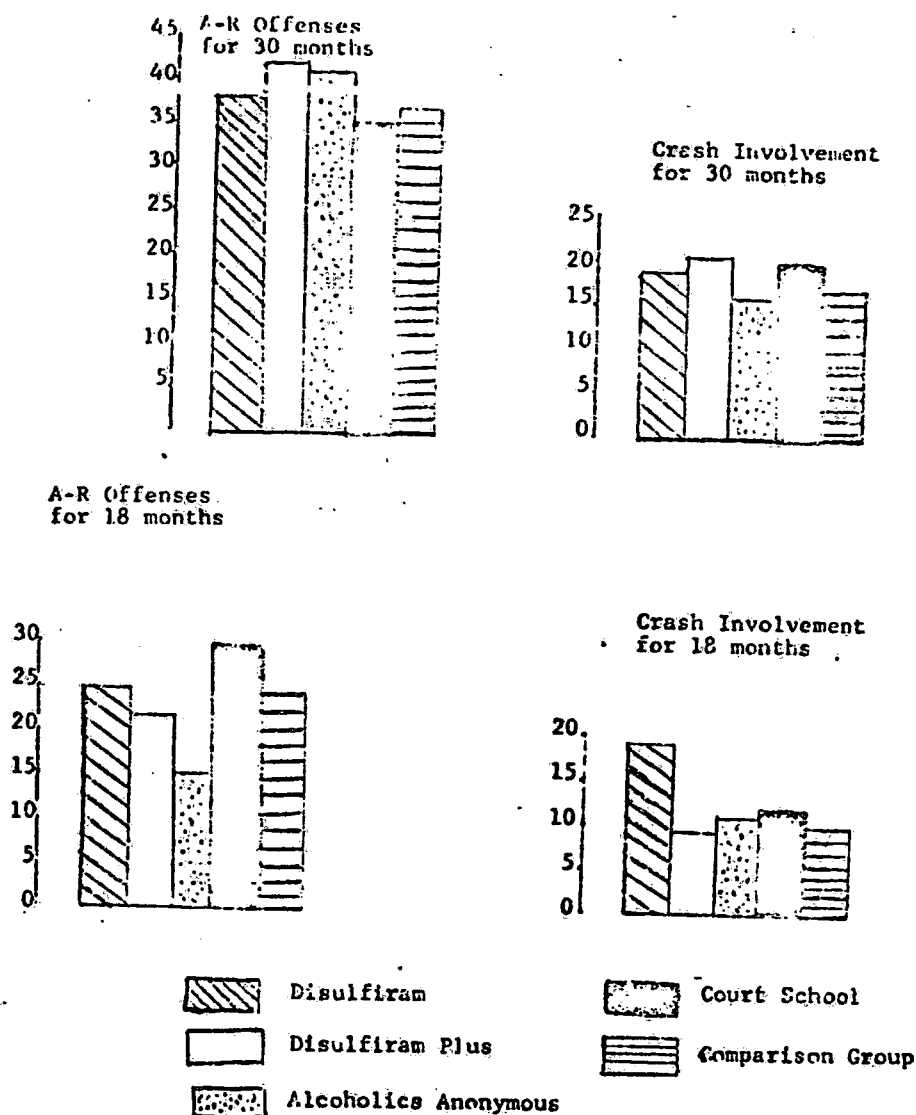 A-R Offenses
for 30 months
45
40
35
30
25
20
15
10
5
Crash Involvement
for 30 months
25
20
15
10
5
0
A-R Offenses
for 18 months
30
25
20
15
10
5
0
Crash Involvement
for 18 months
20
15
10
5
0
Disulfiram
Disulfiram Plus
Alcoholics Anonymous
Court School
Comparison Group